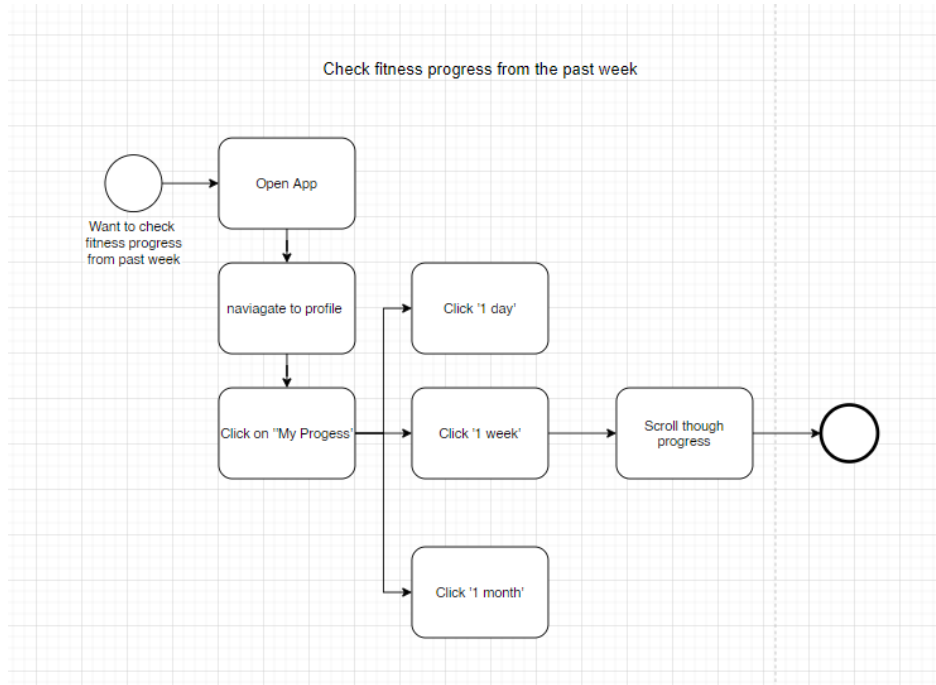 Check fitness progress from the past week
Open App
Want to check
fitness progress
from past week
naviagate to profile
Click '1 day'
Click on "My Progess'
Click '1 week'
Scroll though
progress
Click '1 month'